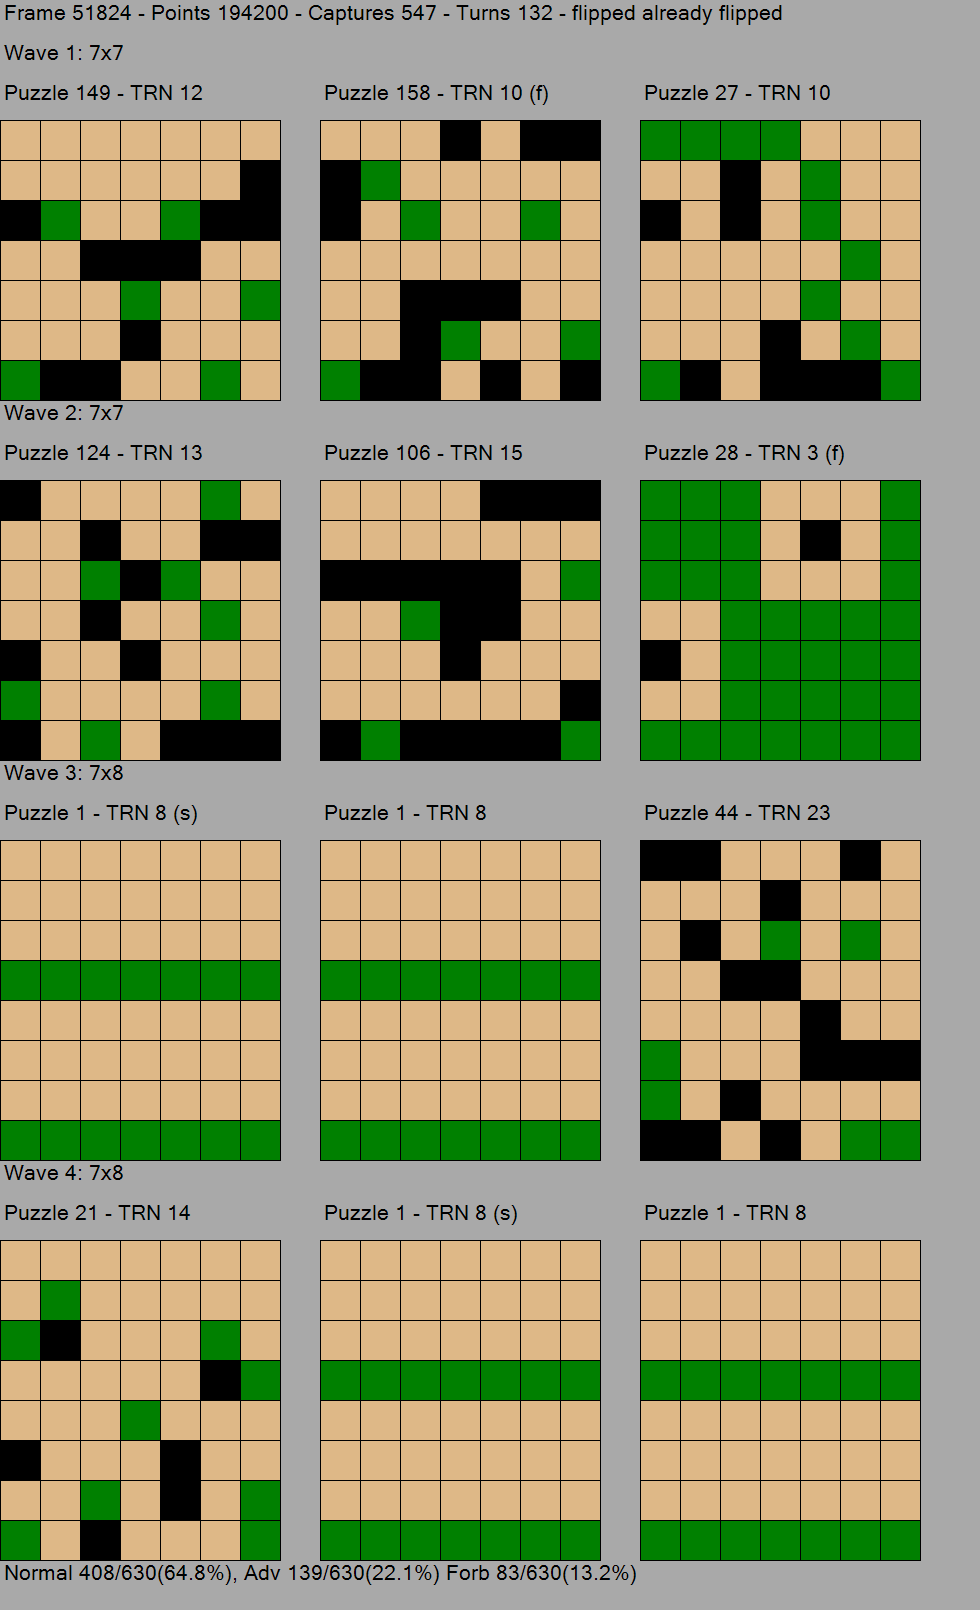 Frame 51824 - Points 194200 - Captures 547 - Turns 132 - flipped already flipped
Wave 1: 7x7
Puzzle 149 - TRN 12
Puzzle 158 - TRN 10 (f)
Puzzle 27 - TRN 10
Wave 2: 7x7
Puzzle 124 - TRN 13
Puzzle 106 - TRN 15
Puzzle 28 - TRN 3 (f)
Wave 3: 7x8
Puzzle 1 - TRN 8 (s)
Puzzle 1 - TRN 8
Puzzle 44 - TRN 23
Wave 4: 7x8
Puzzle 21 - TRN 14
Puzzle 1 - TRN 8 (s)
Puzzle 1 - TRN 8
Normal 408/630(64.8%), Adv 139/630(22.1%) Forb 83/630(13.2%)